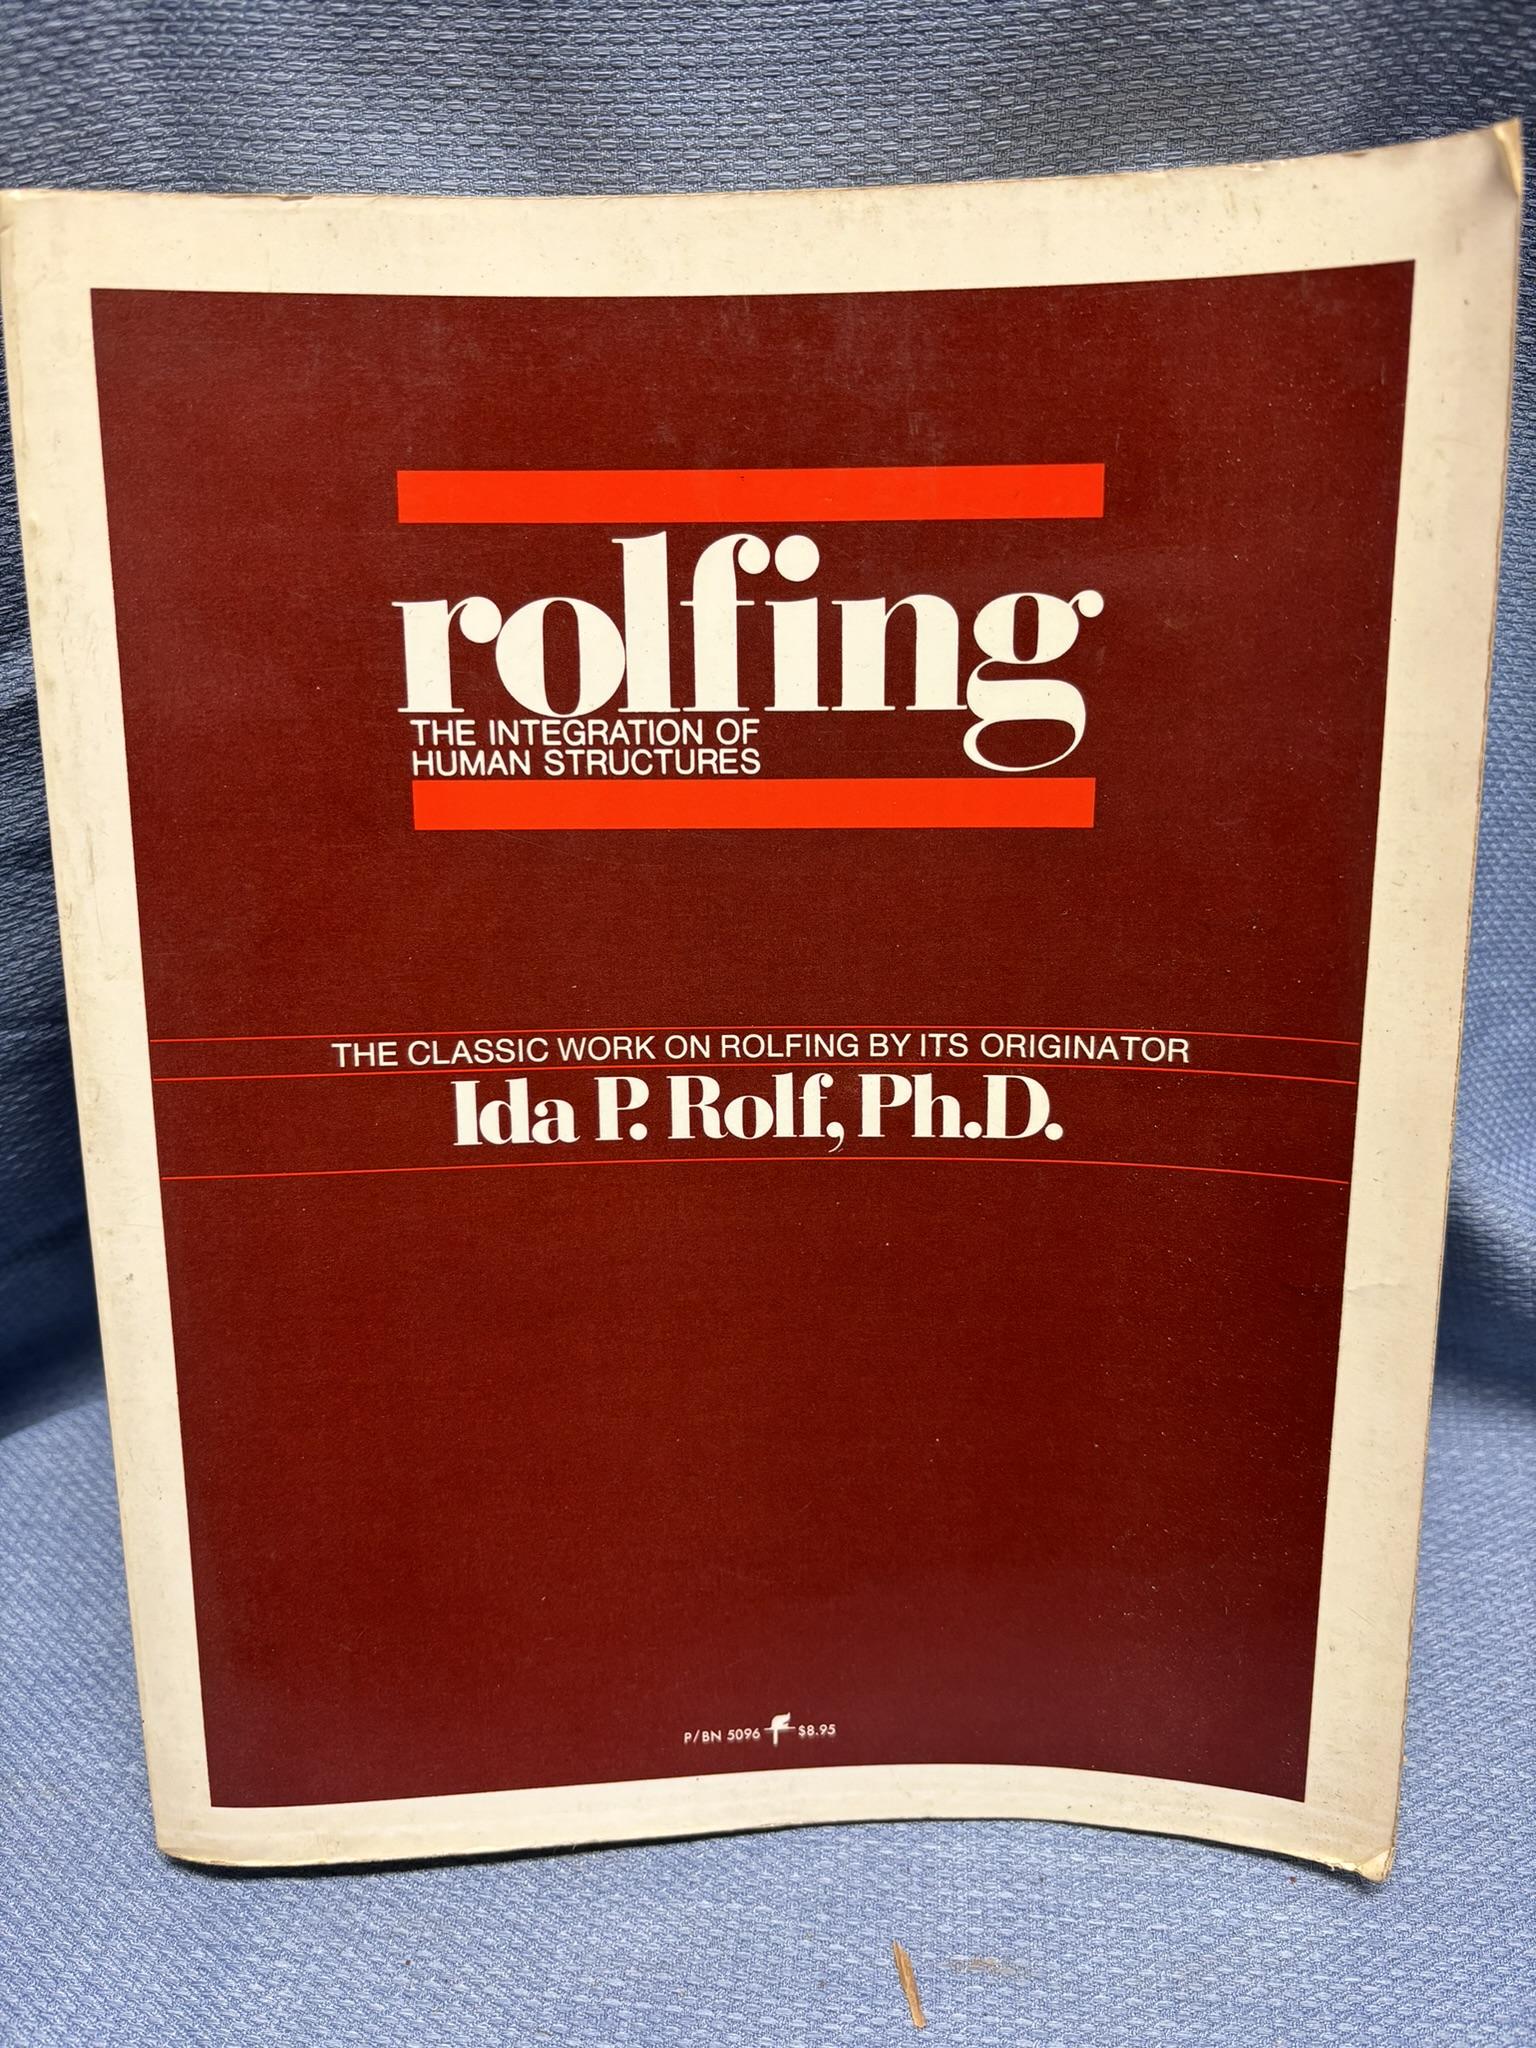 rolfing
THE INTEGRATION OF
HUMAN STRUCTURES
THE CLASSIC WORK ON ROLFING BY ITS ORIGINATOR
Ida P. Rolf, Ph.D.
P/BN 5096 $8.95